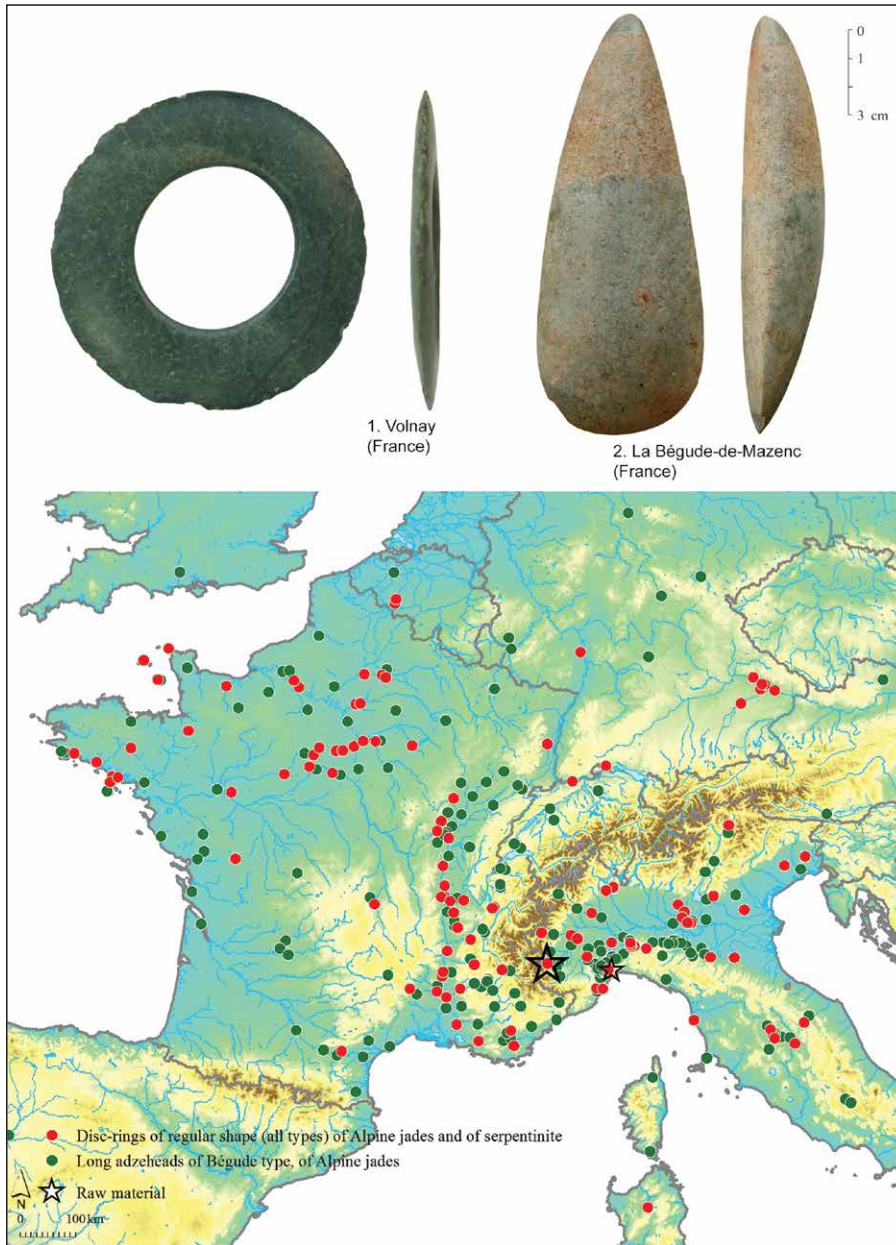 0
1
3 cm
1. Volnay
(France)
2. La Bégude-de-Mazenc
(France)
Disc-rings of regular shape (all types) of Alpine jades and of serpentinite
Long adzeheads of Bégude type, of Alpine jades
Raw material
N
0 100km